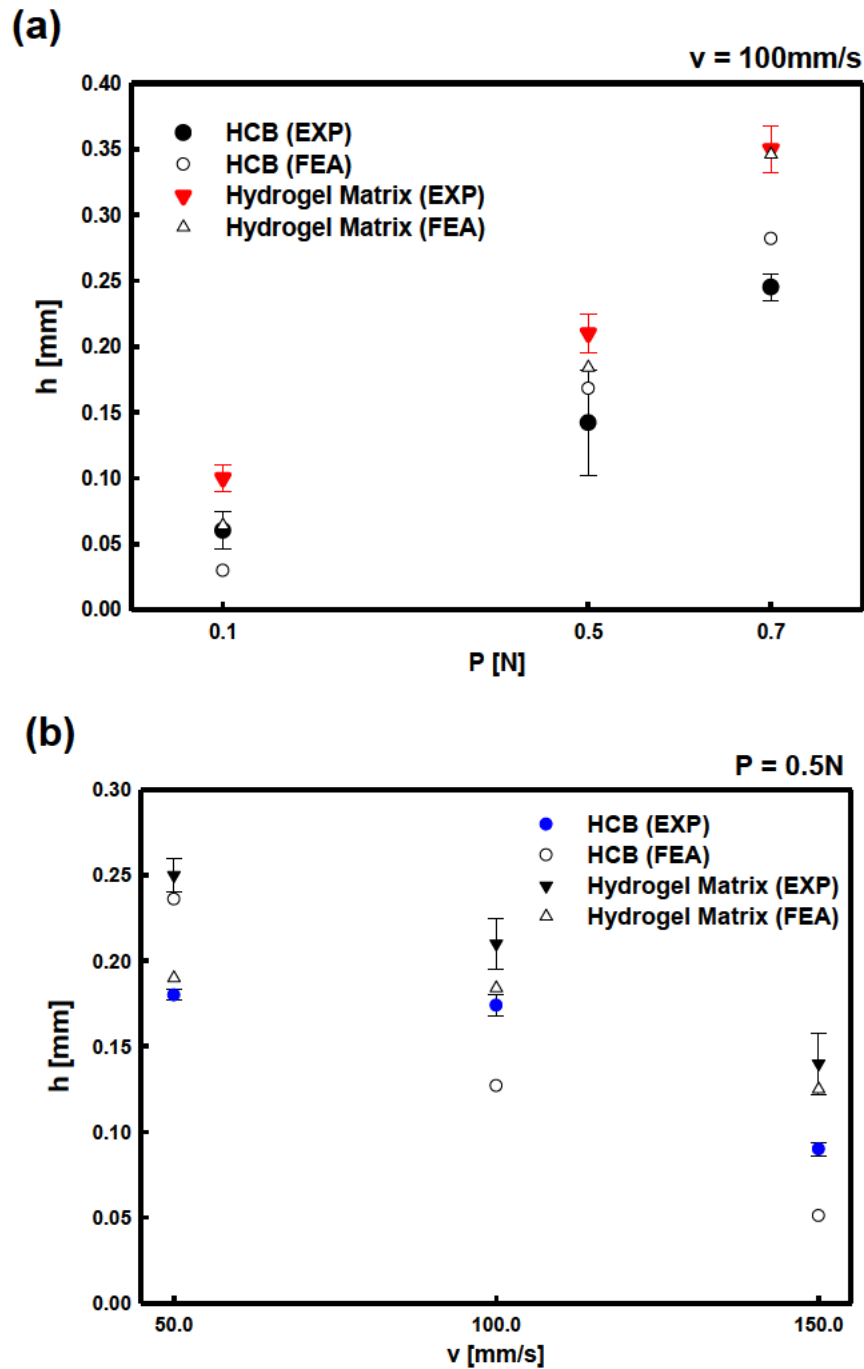 (a)
v = 100mm/s
0.40
0.35
0.30
0.25
0.20
0.15
0.10
0.05
0.00
h [mm]
HCB (EXP)
HCB (FEA)
Hydrogel Matrix (EXP)
Hydrogel Matrix (FEA)
0.1 0.5 0.7
P [N]
(b)
P = 0.5N
0.30
0.25
0.20
0.15
0.10
0.05
0.00
h [mm]
HCB (EXP)
HCB (FEA)
Hydrogel Matrix (EXP)
Hydrogel Matrix (FEA)
50.0 100.0 150.0
v [mm/s]